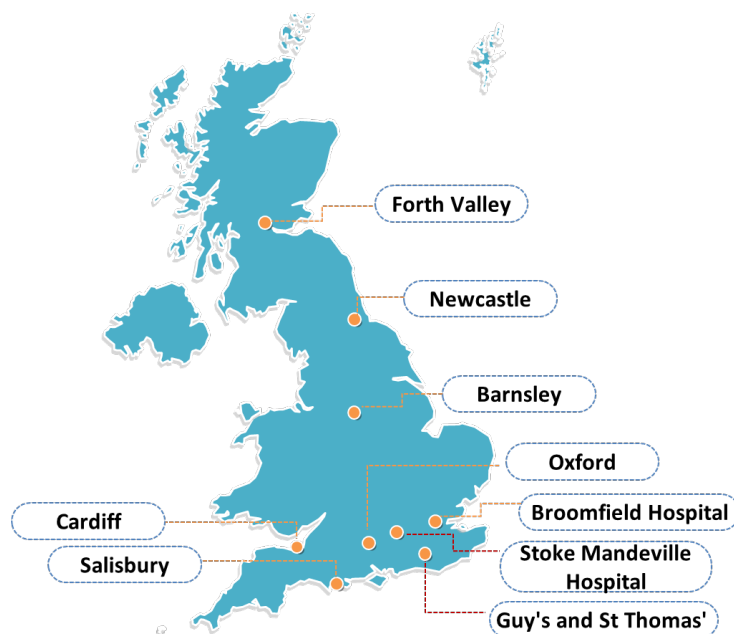 Forth Valley
Newcastle
Barnsley
Oxford
Broomfield Hospital
Cardiff
Stoke Mandeville
Hospital
Salisbury
Guy's and St Thomas'